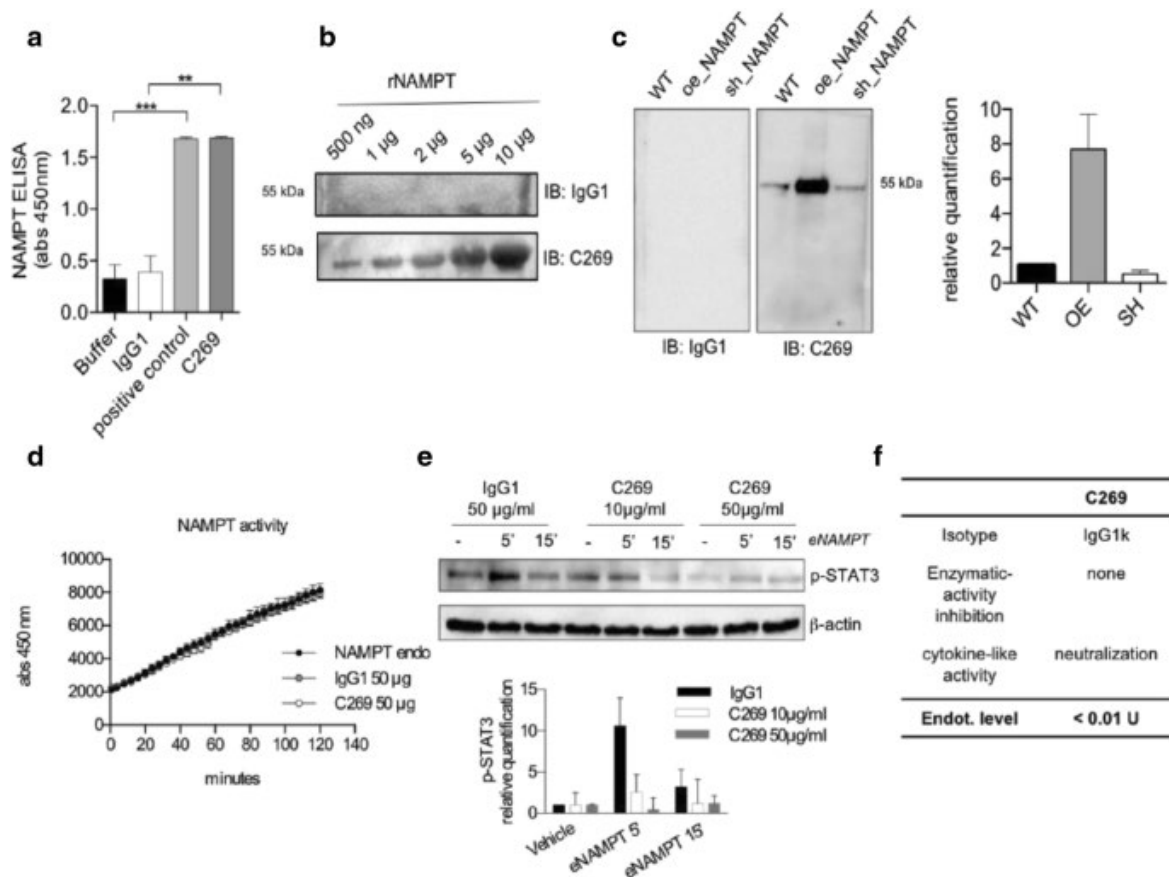 a
** 
***
2.0
1.5
1.0
0.5
0.0
NAMPT ELISA
(abs 450 nm)
Buffer
IgG1
positive control
C269
b
rNAMPT
500 ng
1 µg
2 µg
5 µg
10 µg
55 kDa
IB: IgG1
55 kDa
IB: C269
c
WT
oe_NAMPT
sh_NAMPT
WT
oe_NAMPT
sh_NAMPT
55 kDa
IB: IgG1
IB: C269
relative quantification
10
8
6
4
2
0
WT
OE
SH
d
NAMPT activity
abs 450 nm
10000
8000
6000
4000
2000
0
NAMPT endo
IgG1 50 µg
C269 50 µg
0 20 40 60 80 100 120 140
minutes
e
IgG1 C269 C269
50 µg/ml 10µg/ml 50µg/ml
- 5' 15' - 5' 15' - 5' 15' eNAMPT
p-STAT3
β-actin
p-STAT3
relative quantification
15
10
5
0
IgG1
C269 10µg/ml
C269 50µg/ml
Vehicle
eNAMPT 5'
eNAMPT 15'
f
C269
Isotype IgG1k
Enzymatic- none
activity
inhibition
cytokine-like neutralization
activity
Endot. level < 0.01 U